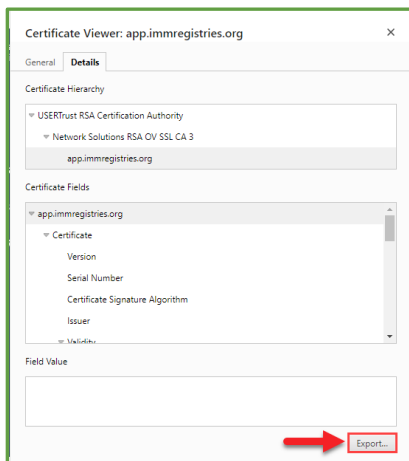 Certificate Viewer: app.immregistries.org
General Details
Certificate Hierarchy
USERTrust RSA Certification Authority
Network Solutions RSA OV SSL CA 3
app.immregistries.org
Certificate Fields
app.immregistries.org
Certificate
Version
Serial Number
Certificate Signature Algorithm
Issuer
Validity
Field Value
Export...